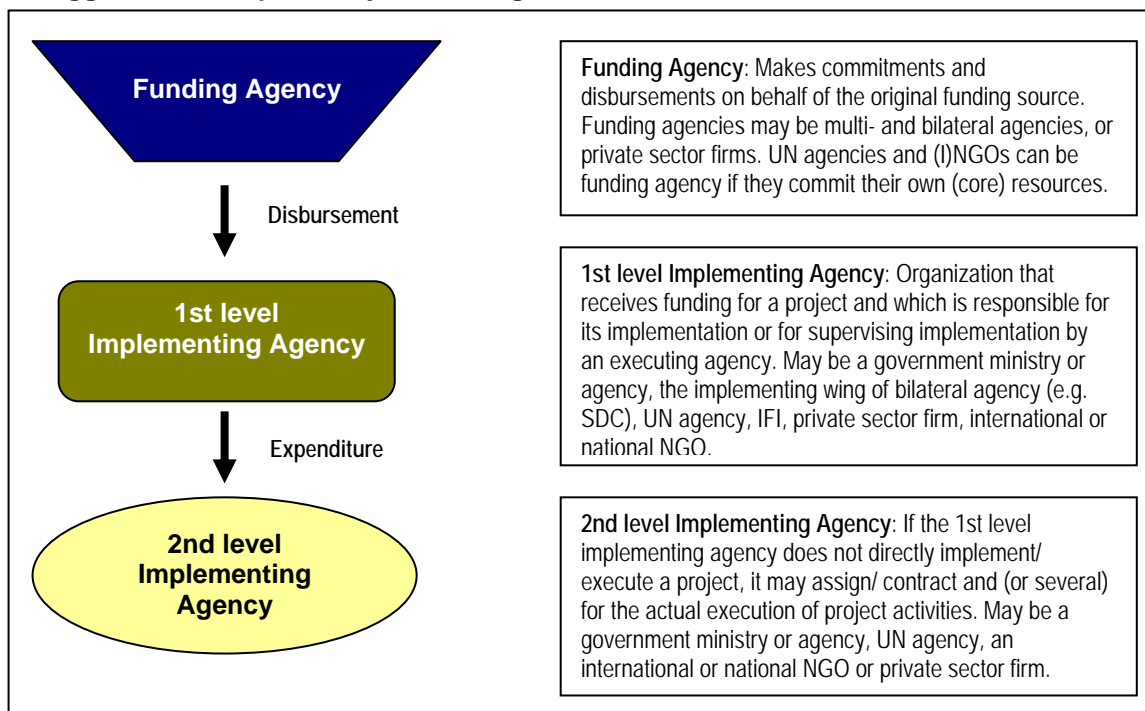 Funding Agency
Disbursement
1st level
Implementing Agency
Expenditure
2nd level
Implementing
Agency
Funding Agency: Makes commitments and
disbursements on behalf of the original funding source.
Funding agencies may be multi- and bilateral agencies, or
private sector firms. UN agencies and (I)NGOs can be
funding agency if they commit their own (core) resources.
1st level Implementing Agency: Organization that
receives funding for a project and which is responsible for
its implementation or for supervising implementation by
an executing agency. May be a government ministry or
agency, the implementing wing of bilateral agency (e.g.
SDC), UN agency, IFI, private sector firm, international or
national NGO.
2nd level Implementing Agency: If the 1st level
implementing agency does not directly implement/
execute a project, it may assign/ contract and (or several)
for the actual execution of project activities. May be a
government ministry or agency, UN agency, an
international or national NGO or private sector firm.